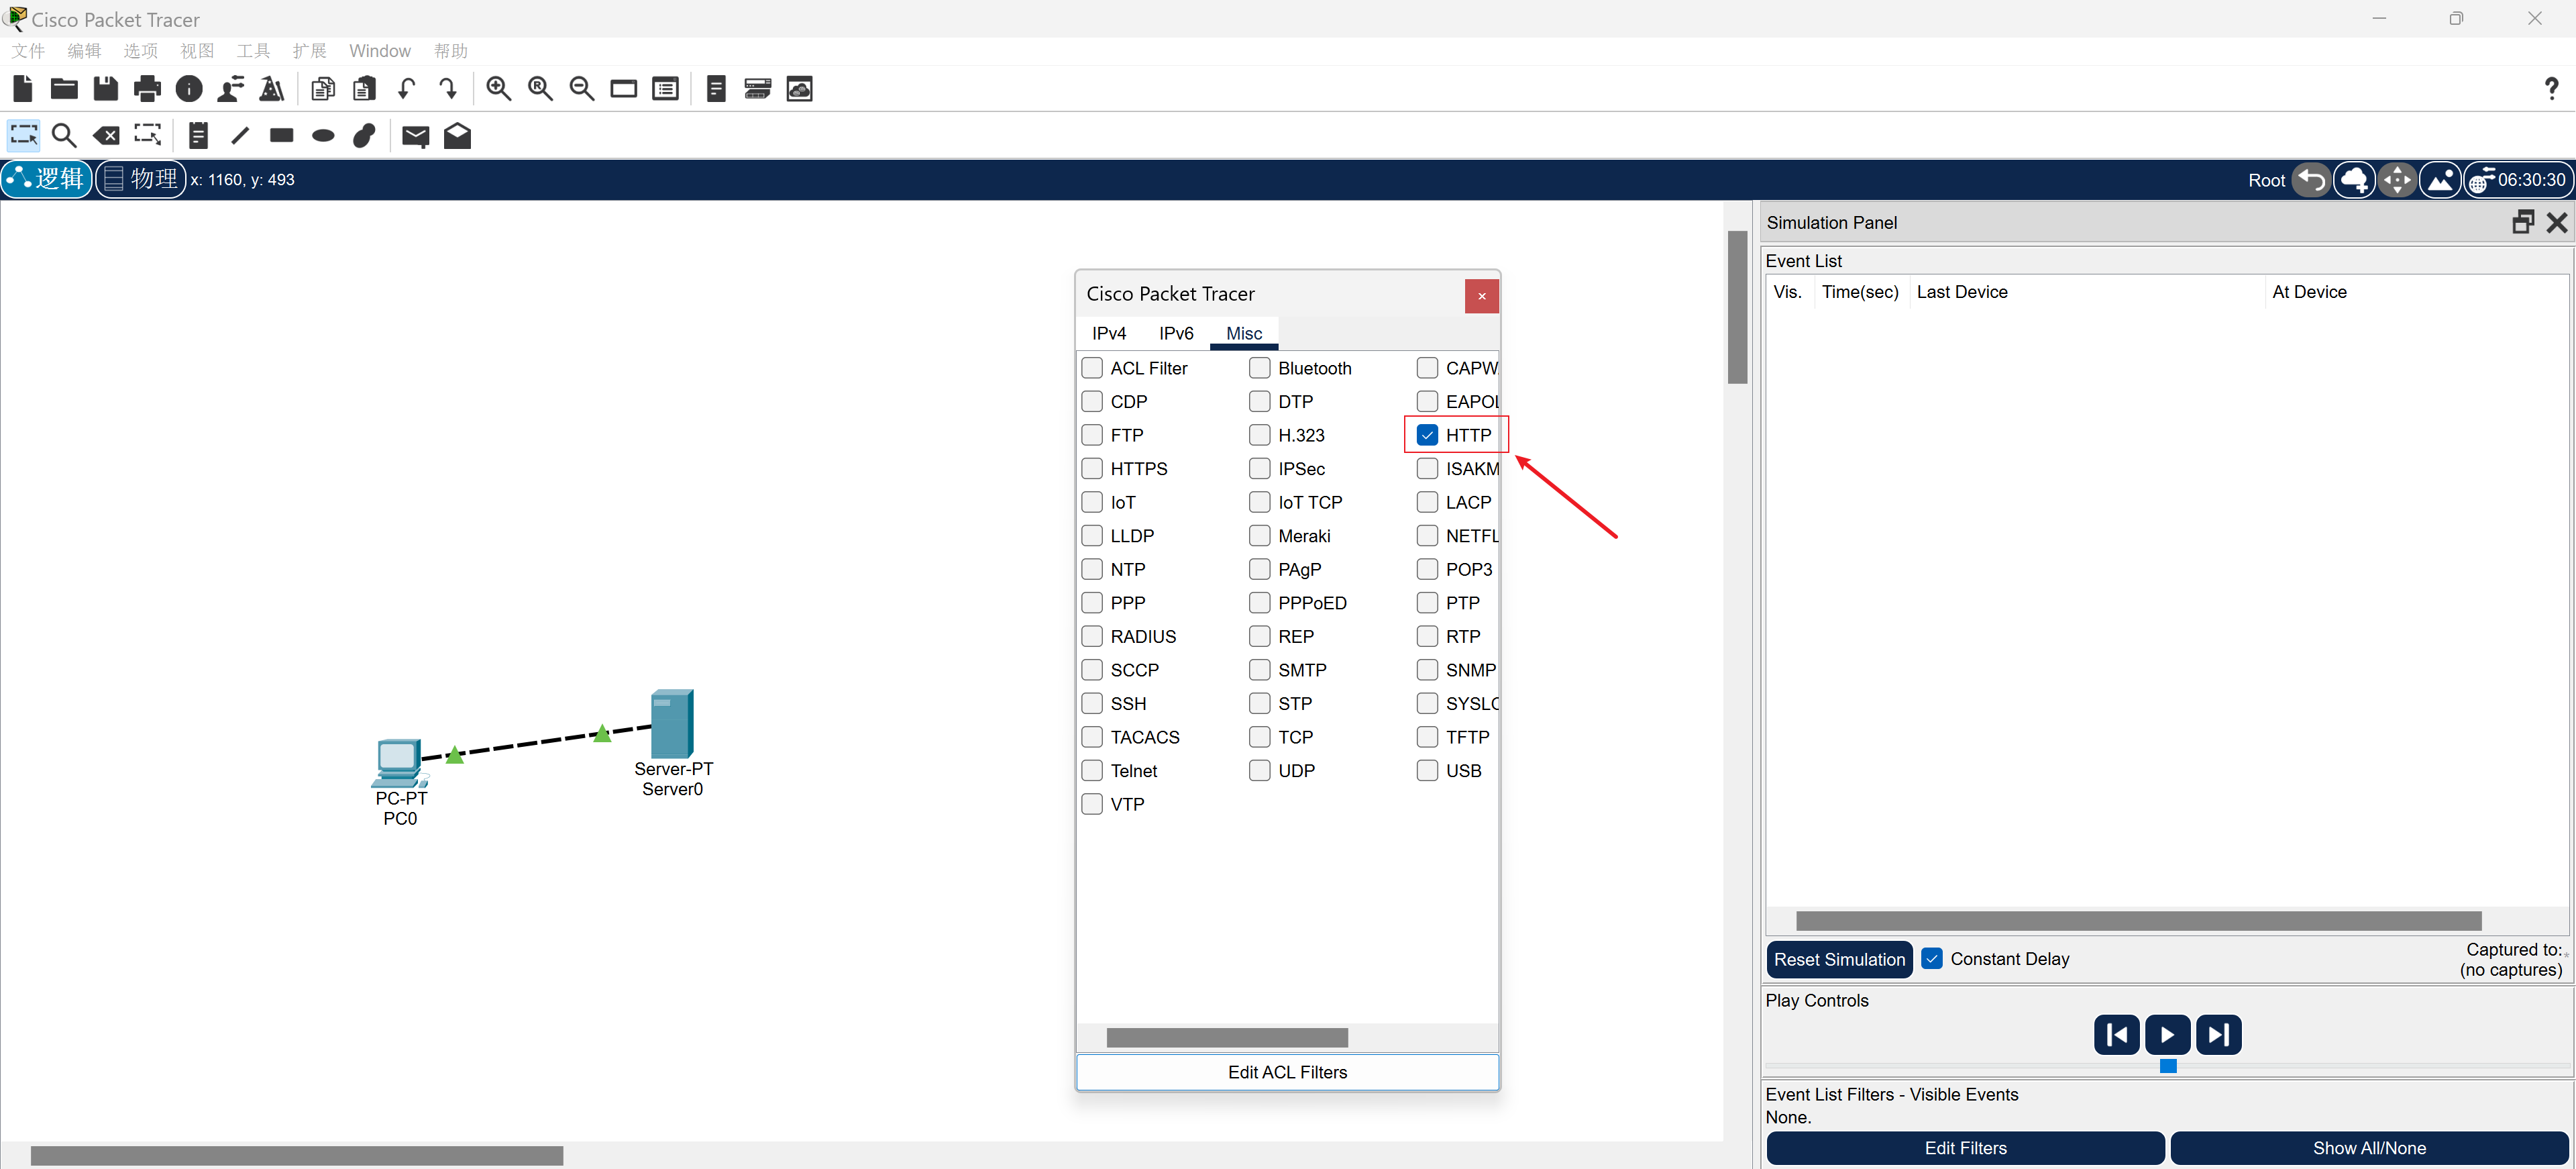 Cisco Packet Tracer
文件 编辑 选项 视图 工具 扩展 Window 帮助
逻辑 物理 x: 1160, y: 493 Root 06:30:30
Simulation Panel
Event List
Vis. Time(sec) Last Device At Device
Cisco Packet Tracer
IPv4 IPv6 Misc
ACL Filter Bluetooth CAPW
CDP DTP EAPOL
FTP H.323 HTTP
HTTPS IPSec ISAKM
IoT IoT TCP LACP
LLDP Meraki NETFL
NTP PAgP POP3
PPP PPPoED PTP
RADIUS REP RTP
SCCP SMTP SNMP
SSH STP SYSLO
TACACS TCP TFTP
Telnet UDP USB
VTP
Edit ACL Filters
Server-PT
Server0
PC-PT
PC0
Reset Simulation Constant Delay Captured to:*
(no captures)
Play Controls
Event List Filters - Visible Events
None.
Edit Filters Show All/None